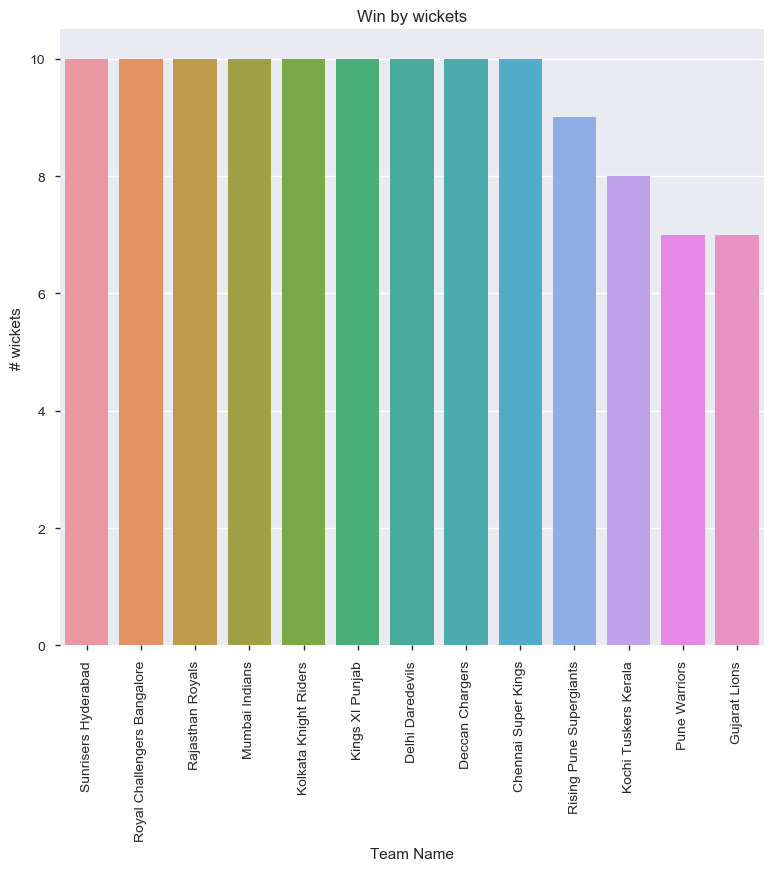 Win by wickets
# wickets
10
8
6
4
2
0
Sunrisers Hyderabad
Royal Challengers Bangalore
Rajasthan Royals
Mumbai Indians
Kolkata Knight Riders
Kings XI Punjab
Delhi Daredevils
Deccan Chargers
Chennai Super Kings
Rising Pune Supergiants
Kochi Tuskers Kerala
Pune Warriors
Gujarat Lions
Team Name